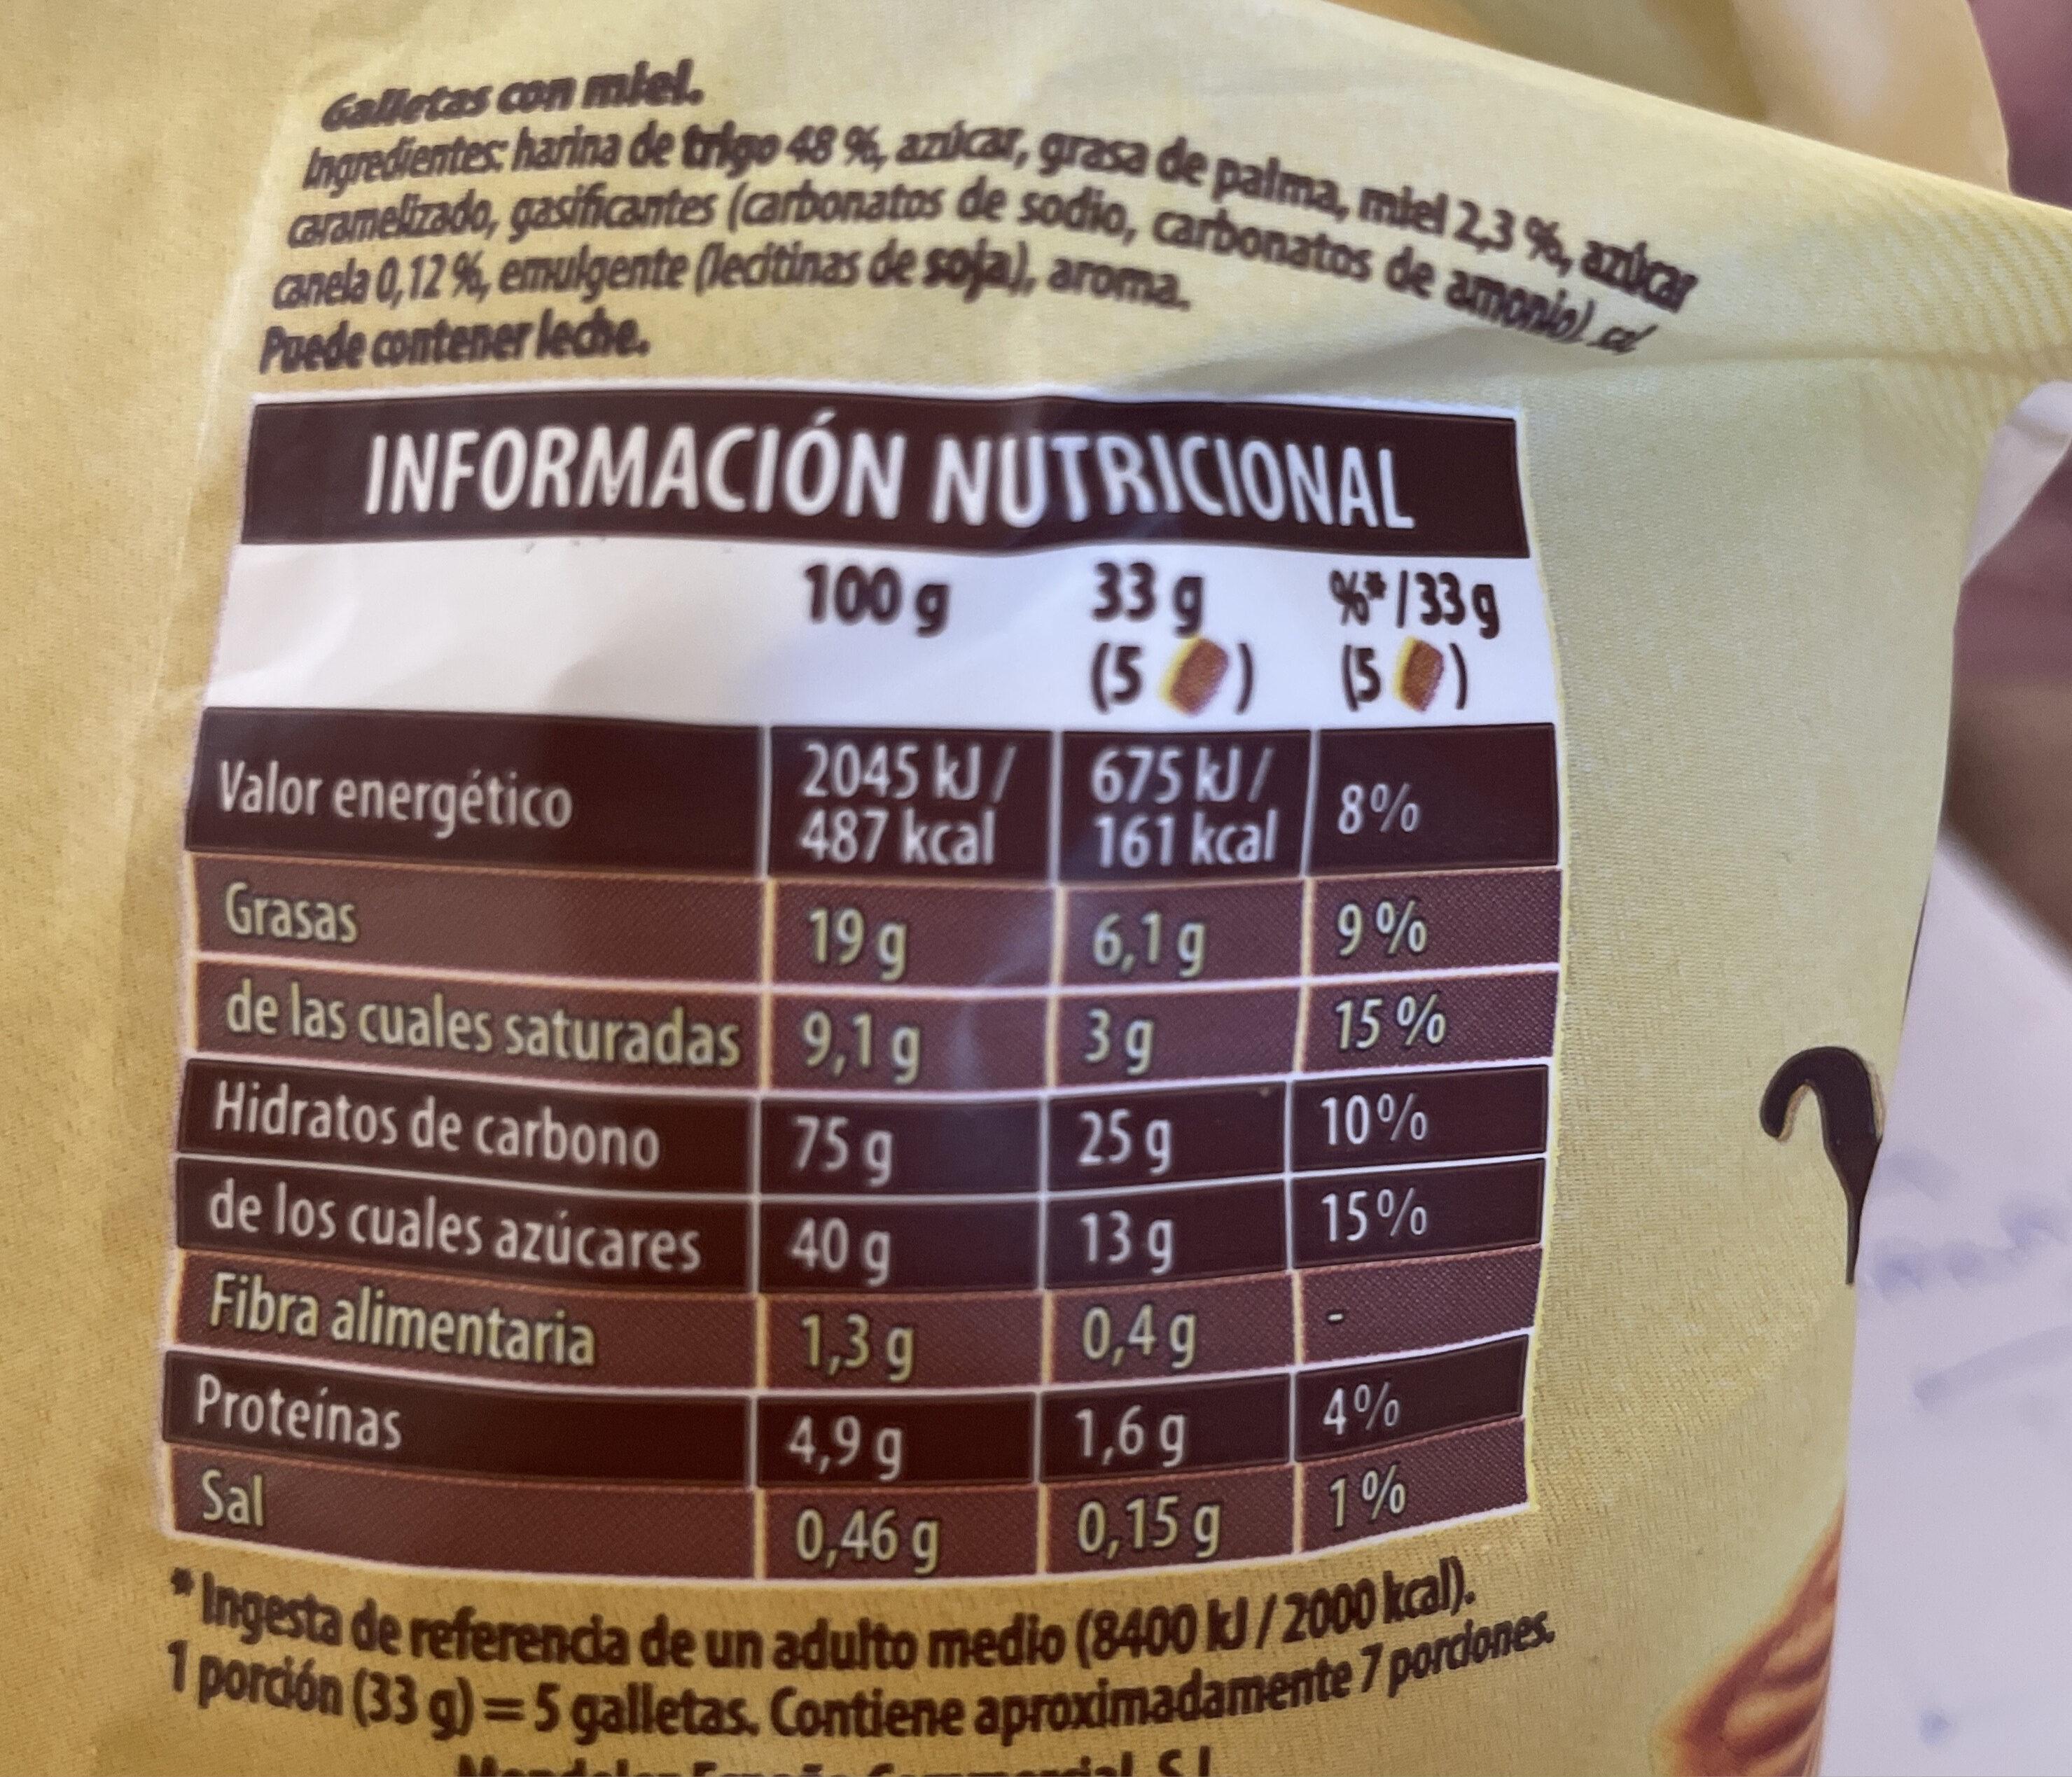 Galletas con miel.
Ingredientes: harina de trigo 48 %, azúcar, grasa de palma, miel 2,3 %, azúcar
caramelizado, gasificantes (carbonatos de sodio, carbonatos de amonio), sal
canela 0,12 %, emulgente (lecitinas de soja), aroma.
Puede contener leche.
INFORMACIÓN NUTRICIONAL
100 g 33 g %* / 33 g
(5 ) (5 )
Valor energético 2045 kJ / 487 kcal 675 kJ / 161 kcal 8%
Grasas 19 g 6,1 g 9 %
de las cuales saturadas 9,1 g 3 g 15 %
Hidratos de carbono 75 g 25 g 10%
de los cuales azúcares 40 g 13 g 15%
Fibra alimentaria 1,3 g 0,4 g -
Proteínas 4,9 g 1,6 g 4%
Sal 0,46 g 0,15 g 1 %
* Ingesta de referencia de un adulto medio (8400 kJ / 2000 kcal).
1 porción (33 g) = 5 galletas. Contiene aproximadamente 7 porciones.
Mondelez España Commercial, S.L.